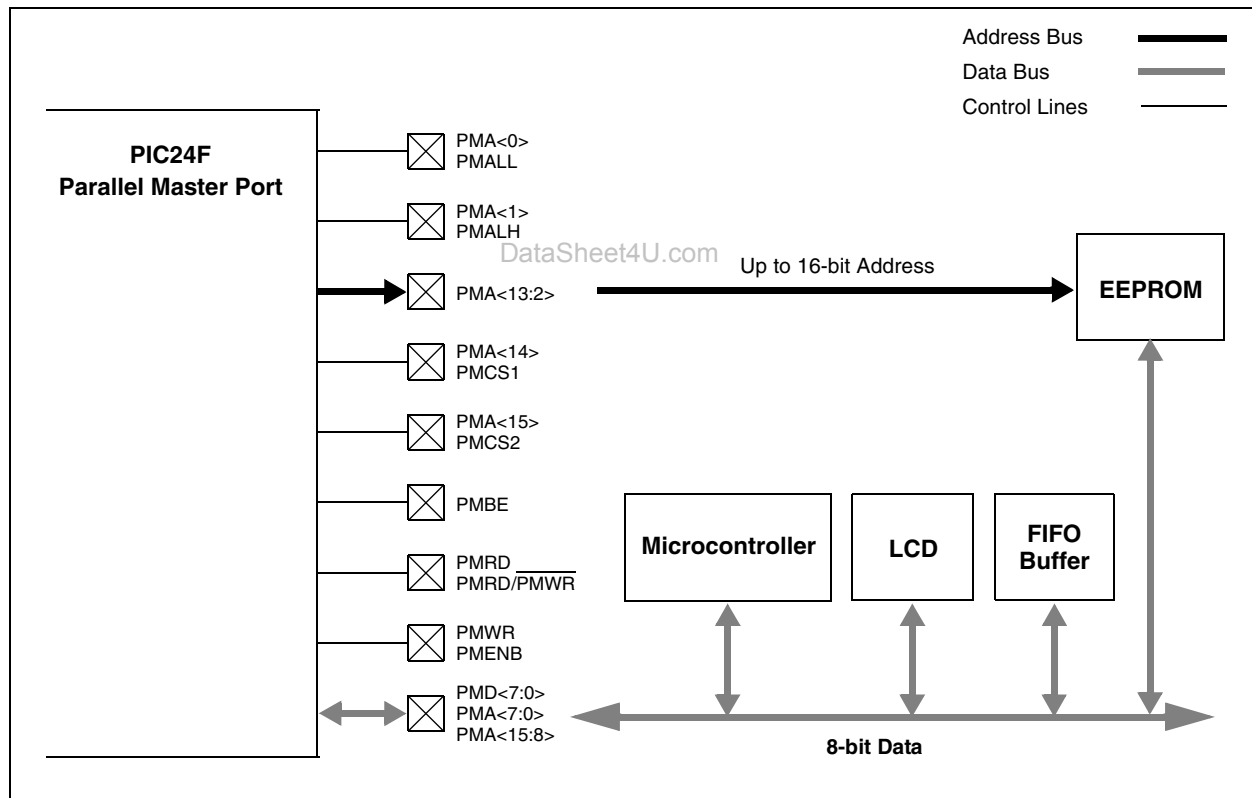 Address Bus
Data Bus
Control Lines
PIC24F
Parallel Master Port
PMA<0>
PMALL
PMA<1>
PMALH
DataSheet4U.com
Up to 16-bit Address
PMA<13:2>
EEPROM
PMA<14>
PMCS1
PMA<15>
PMCS2
PMBE
Microcontroller
LCD
FIFO
Buffer
PMRD
PMRD/PMWR
PMWR
PMENB
PMD<7:0>
PMA<7:0>
PMA<15:8>
8-bit Data